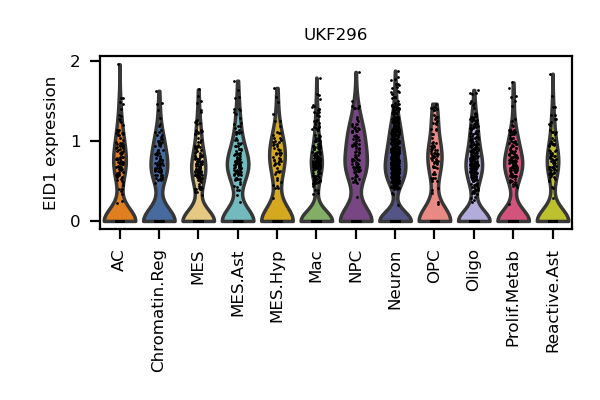 UKF296
EID1 expression
2
1
0
AC
Chromatin.Reg
MES
MES.Ast
MES.Hyp
Mac
NPC
Neuron
OPC
Oligo
Prolif.Metab
Reactive.Ast